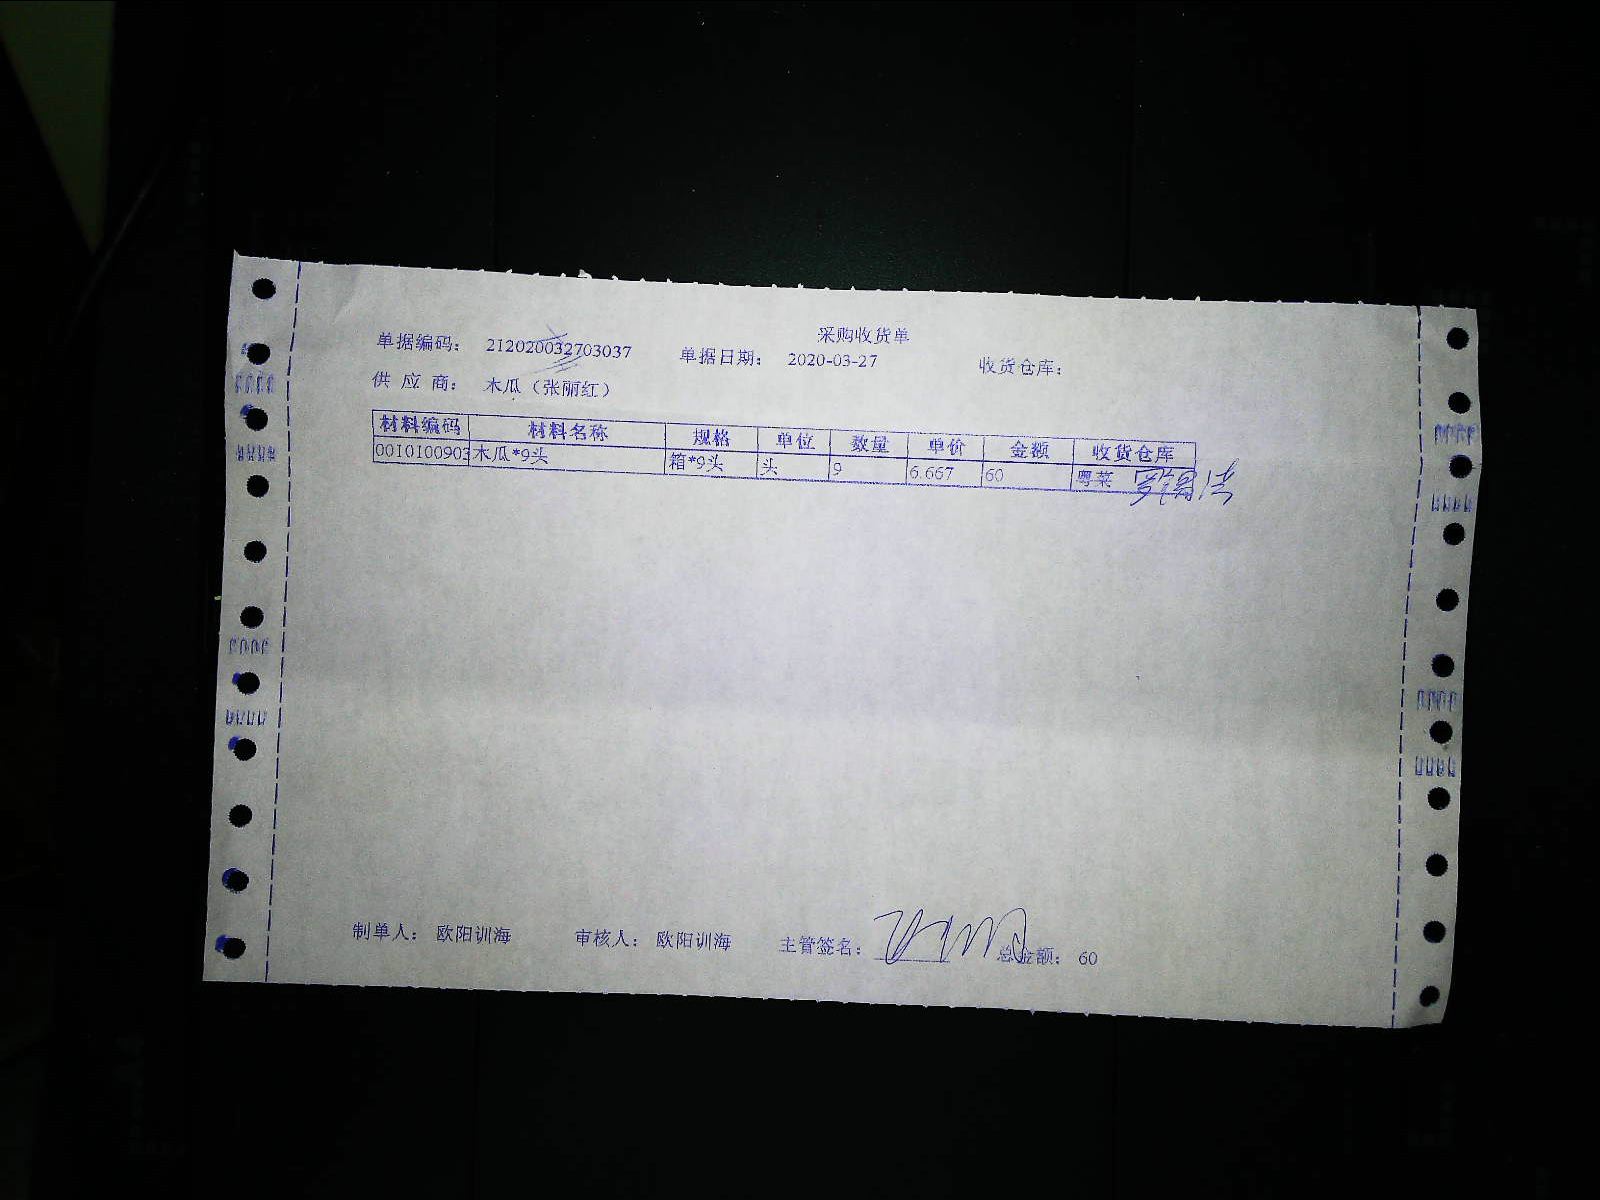 采购收货单
单据编码： 212020032703037 单据日期： 2020-03-27 收货仓库：
供 应 商： 木瓜（张丽红）
材料编码 材料名称 规格 单位 数量 单价 金额 收货仓库
0010100903 木瓜*9头 箱*9头 头 9 6.667 60 粤菜
制单人： 欧阳训海 审核人： 欧阳训海 主管签名： 总金额： 60